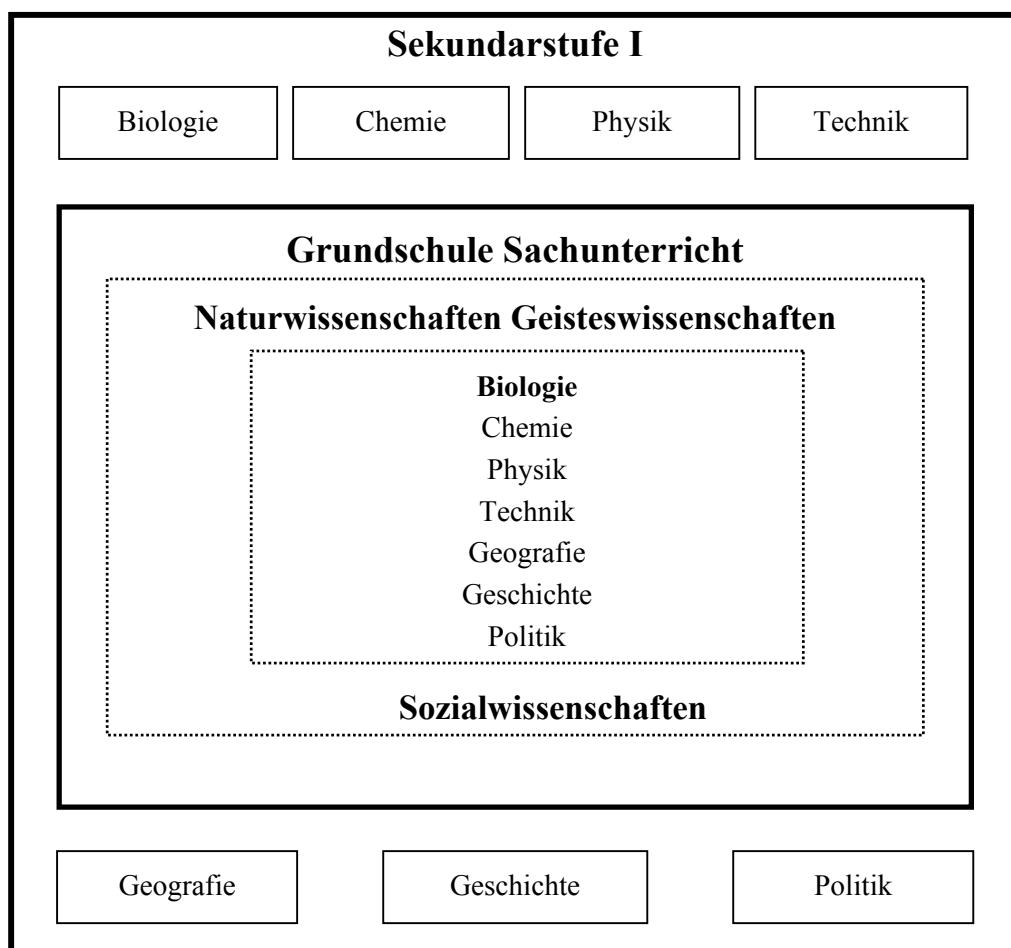 Sekundarstufe I
Biologie Chemie Physik Technik
Grundschule Sachunterricht
Naturwissenschaften Geisteswissenschaften
Biologie
Chemie
Physik
Technik
Geografie
Geschichte
Politik
Sozialwissenschaften
Geografie Geschichte Politik